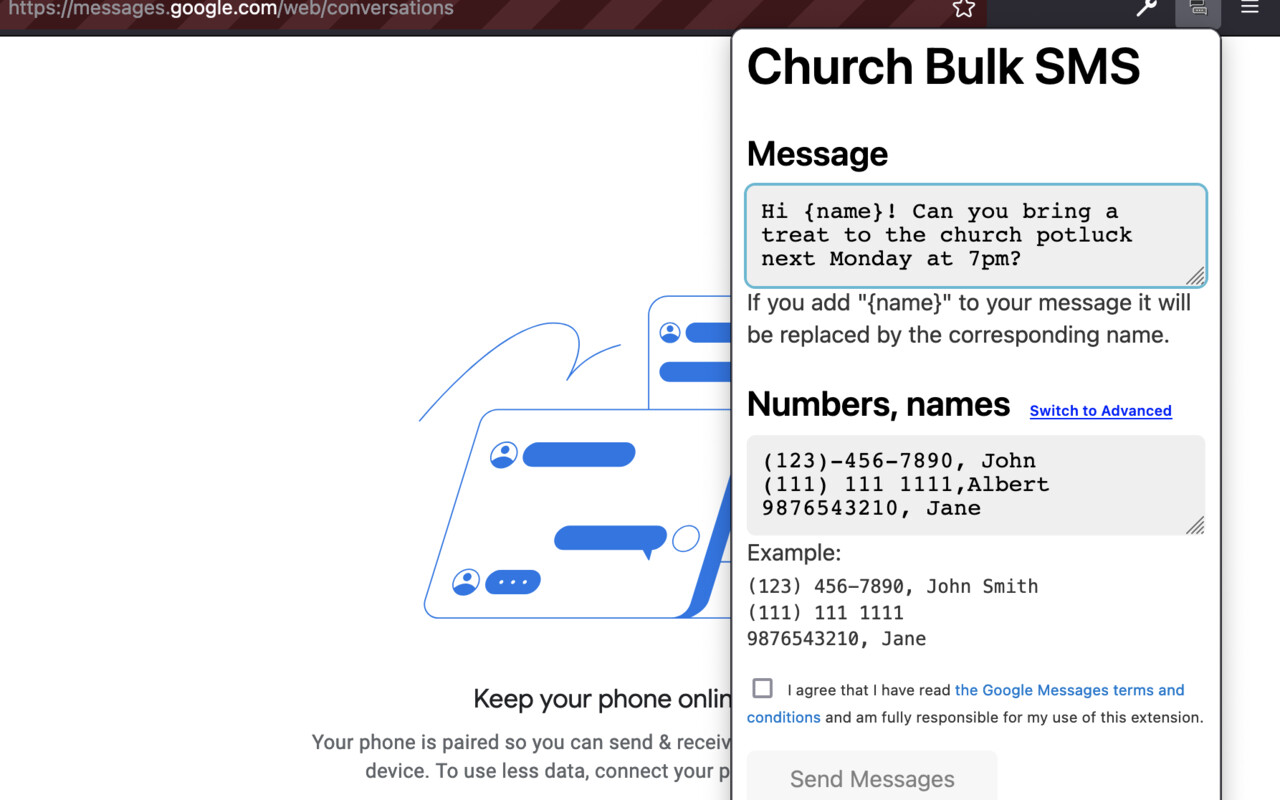 https://messages.google.com/web/conversations
Church Bulk SMS
Message
Hi {name}! Can you bring a
treat to the church potluck
next Monday at 7pm?
If you add "{name}" to your message it will
be replaced by the corresponding name.
Numbers, names Switch to Advanced
(123)-456-7890, John
(111) 111 1111,Albert
9876543210, Jane
Example:
(123) 456-7890, John Smith
(111) 111 1111
9876543210, Jane
I agree that I have read the Google Messages terms and
conditions and am fully responsible for my use of this extension.
Send Messages
Keep your phone onlin
Your phone is paired so you can send & receiv
device. To use less data, connect your p